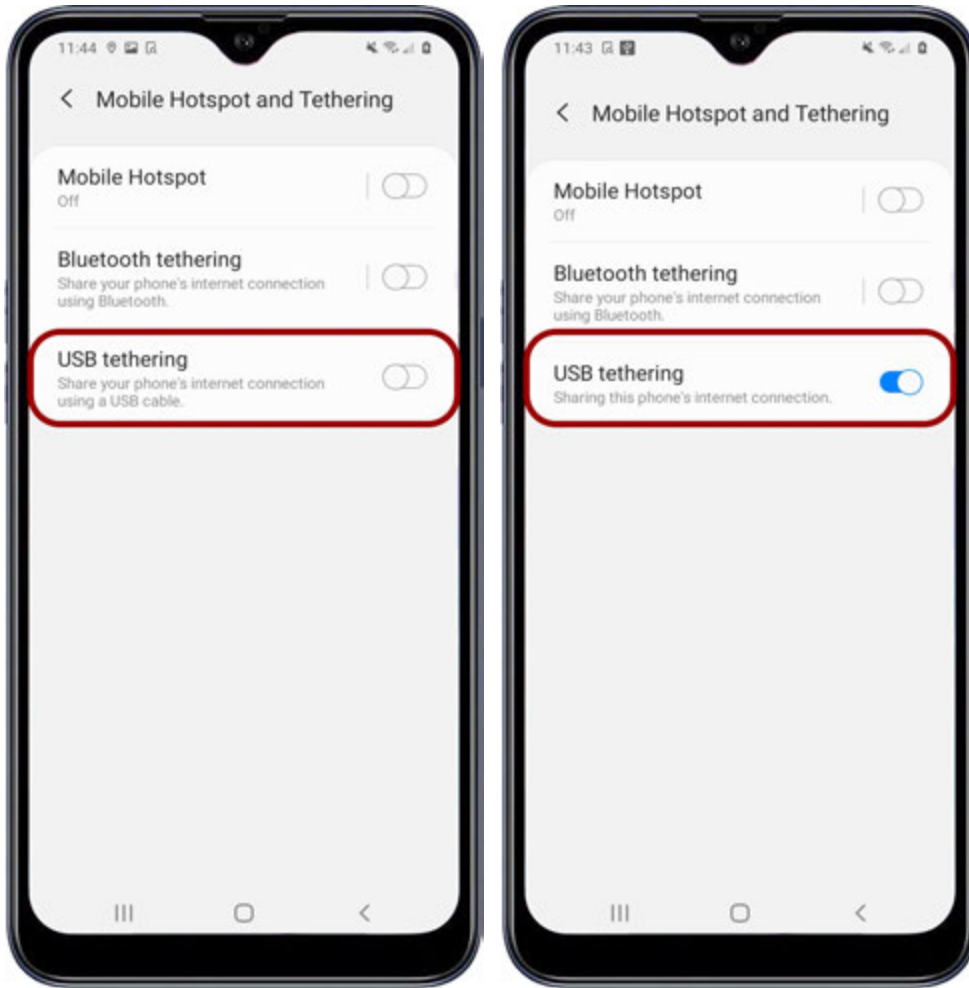 11:44
Mobile Hotspot and Tethering
Mobile Hotspot
Off
Bluetooth tethering
Share your phone's internet connection
using Bluetooth.
USB tethering
Share your phone's internet connection
using a USB cable.
11:43
Mobile Hotspot and Tethering
Mobile Hotspot
Off
Bluetooth tethering
Share your phone's internet connection
using Bluetooth.
USB tethering
Sharing this phone's internet connection.